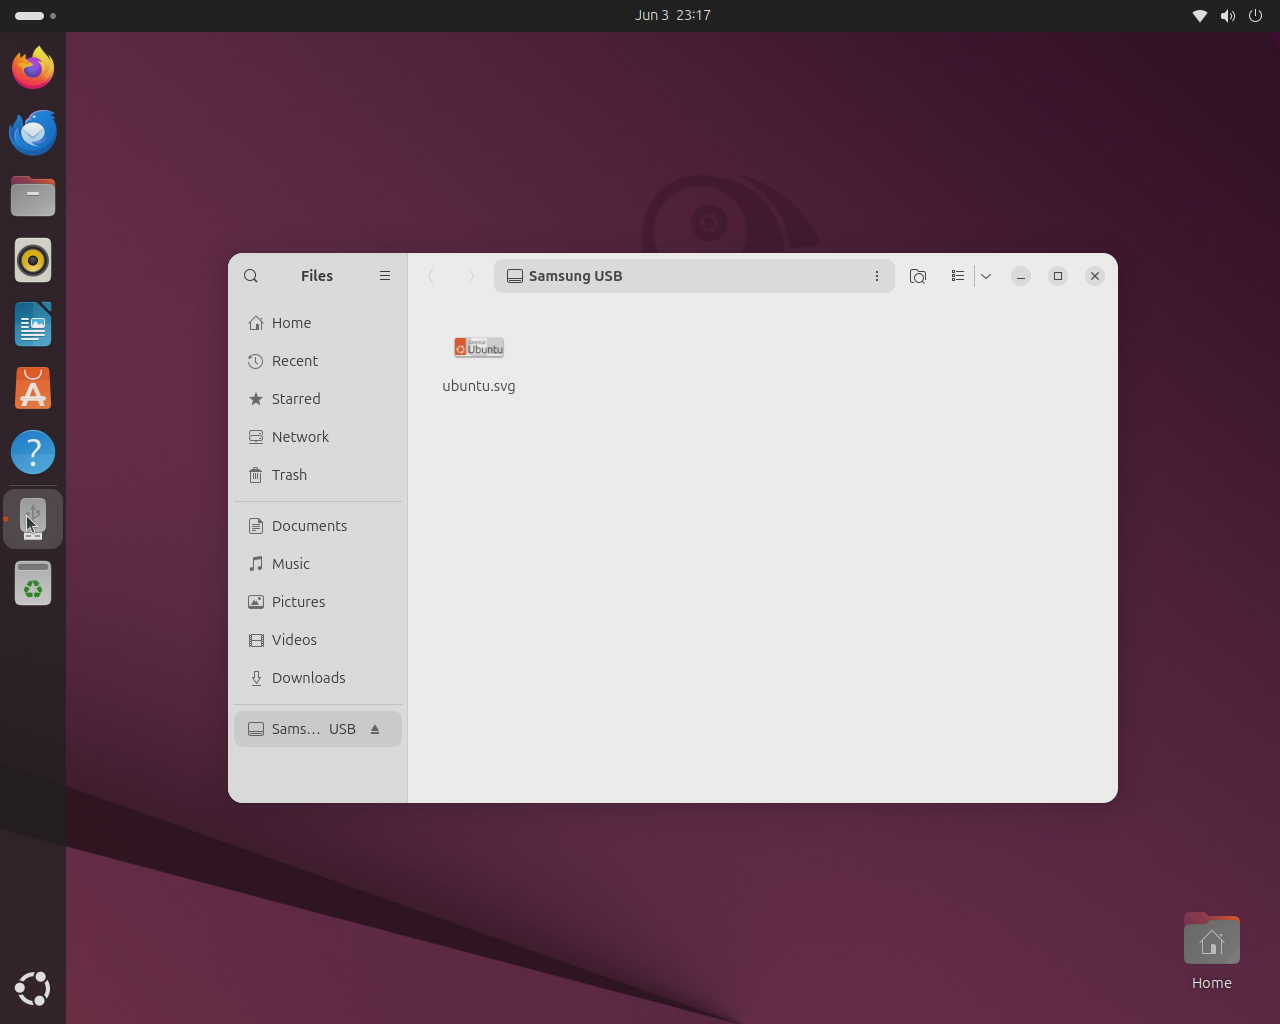 Jun 3 23:17
Files
Samsung USB
Home
Recent
Starred
Network
Trash
Documents
Music
Pictures
Videos
Downloads
Sams... USB
Ubuntu
ubuntu.svg
Home